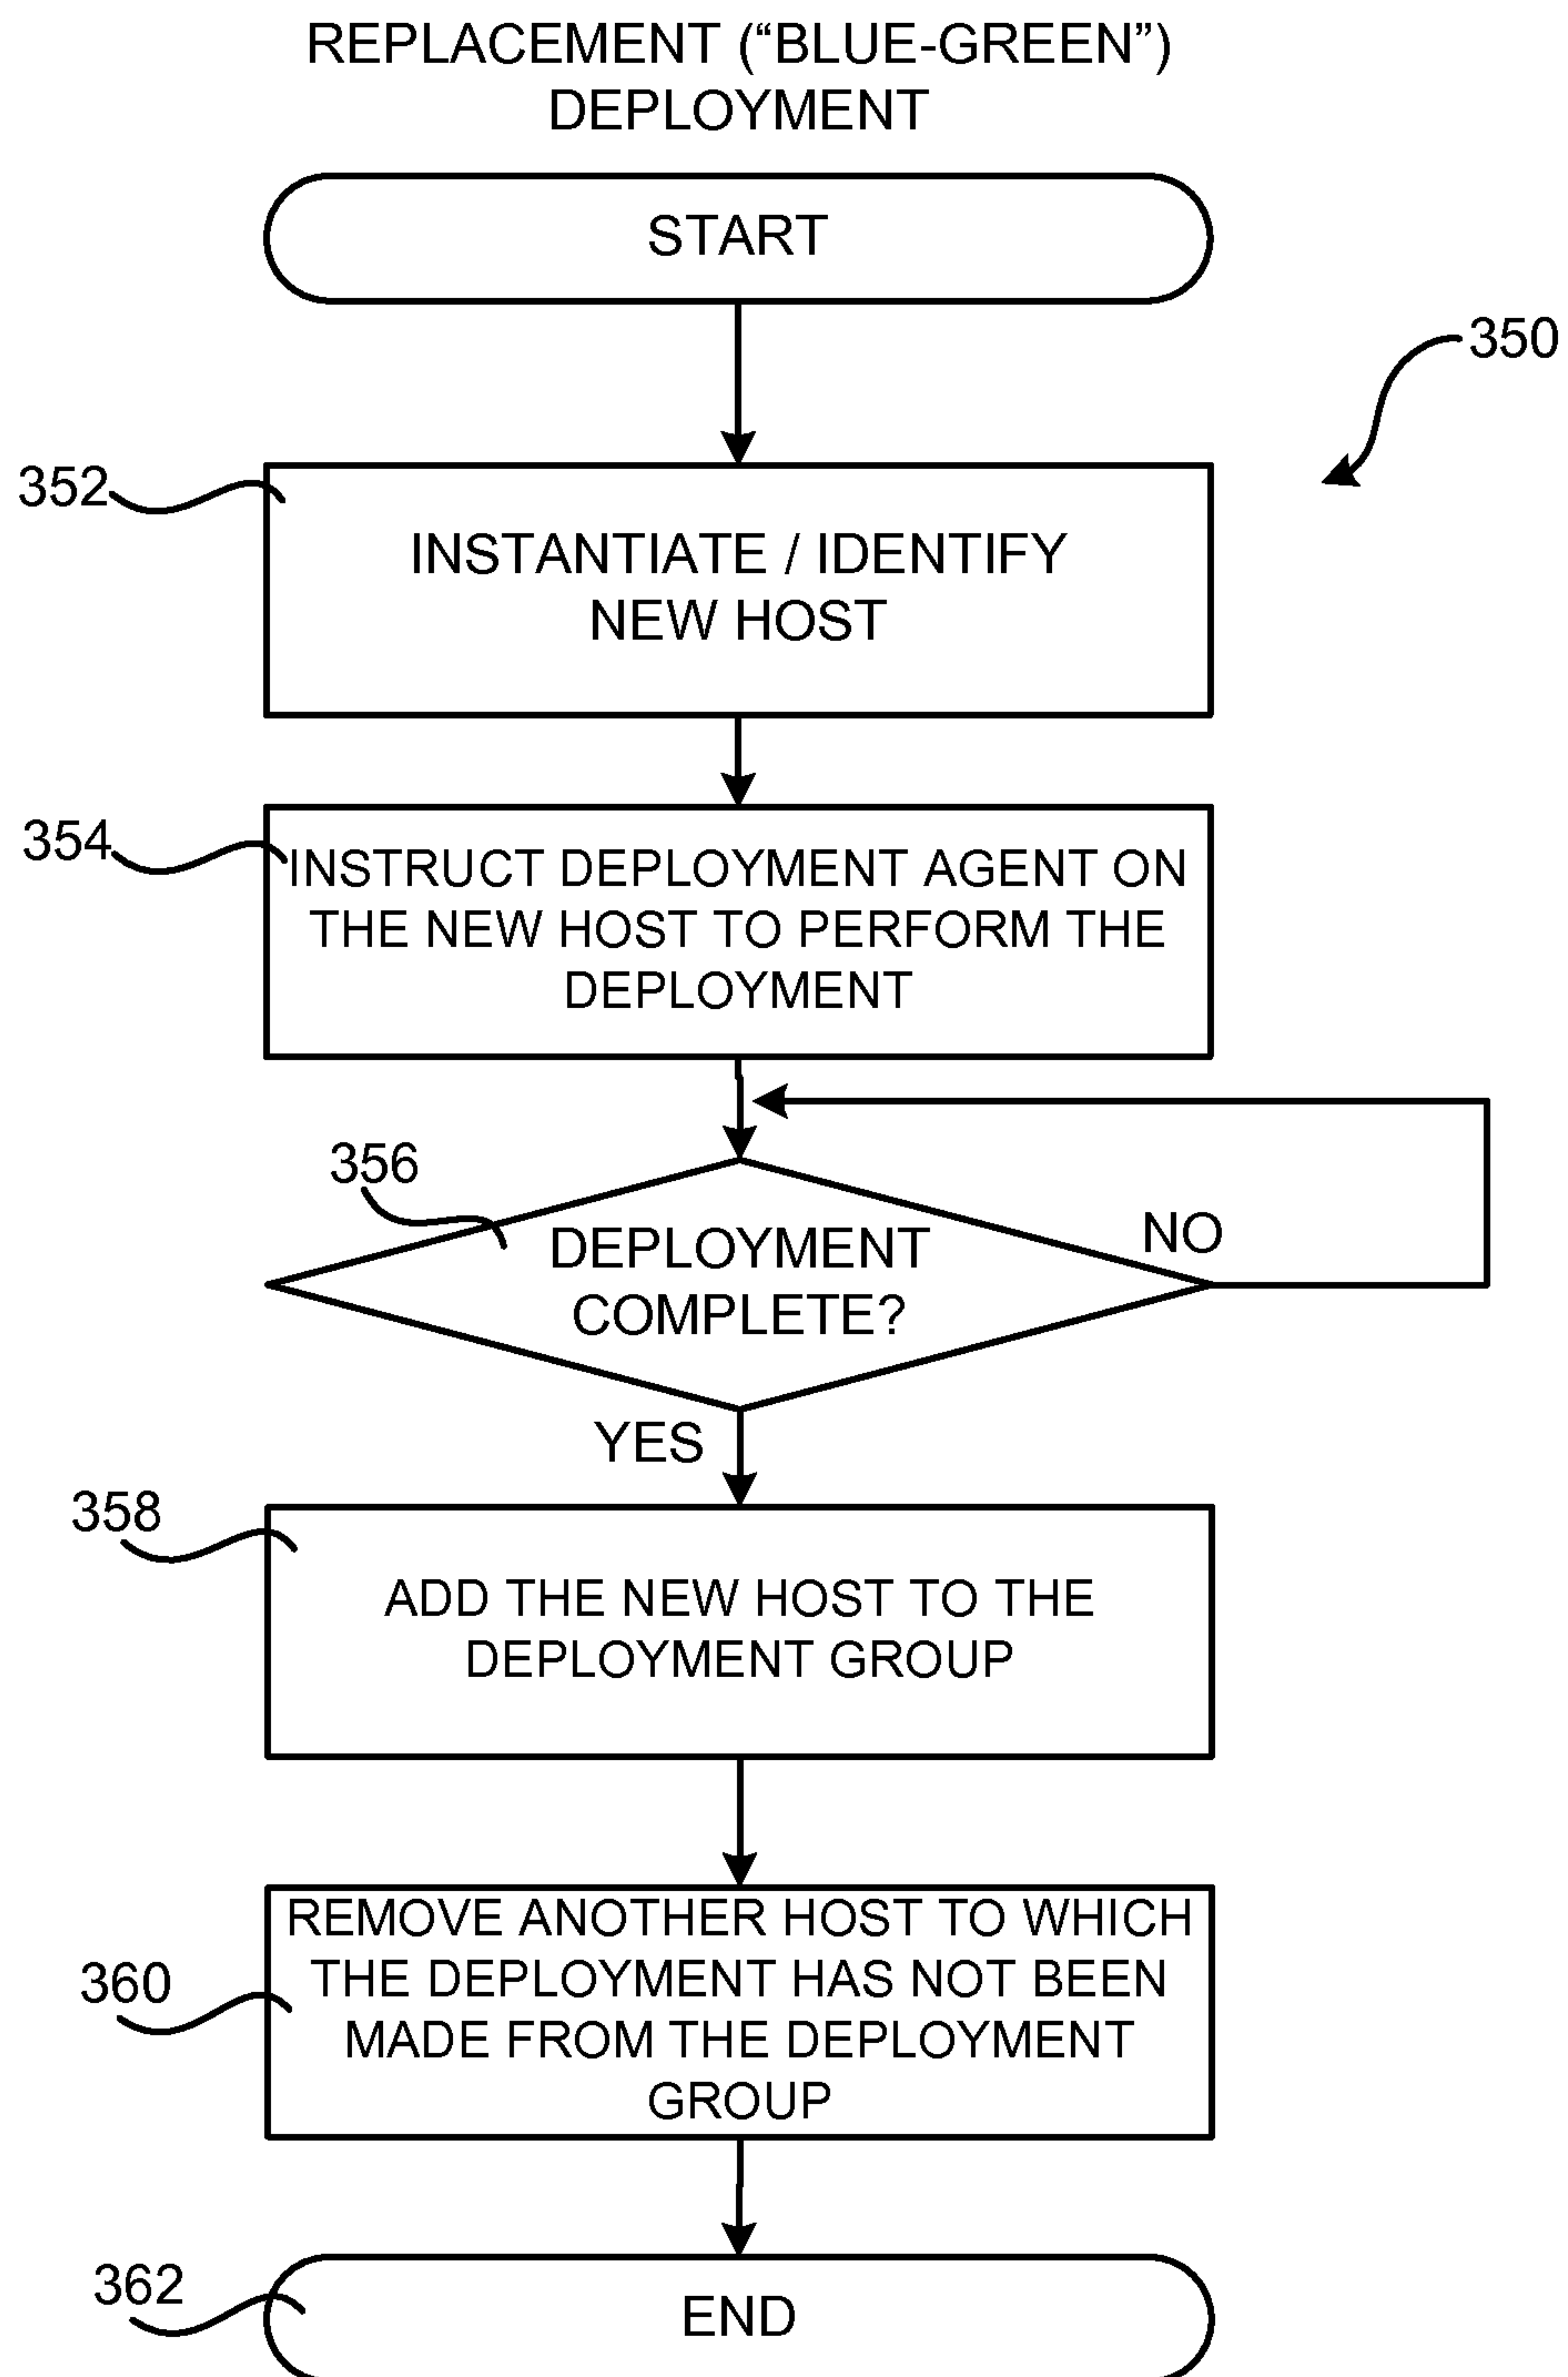 REPLACEMENT (“BLUE-GREEN”)
DEPLOYMENT
START
350
352
INSTANTIATE / IDENTIFY
NEW HOST
354
INSTRUCT DEPLOYMENT AGENT ON
THE NEW HOST TO PERFORM THE
DEPLOYMENT
356
DEPLOYMENT
COMPLETE?
NO
YES
358
ADD THE NEW HOST TO THE
DEPLOYMENT GROUP
360
REMOVE ANOTHER HOST TO WHICH
THE DEPLOYMENT HAS NOT BEEN
MADE FROM THE DEPLOYMENT
GROUP
362
END